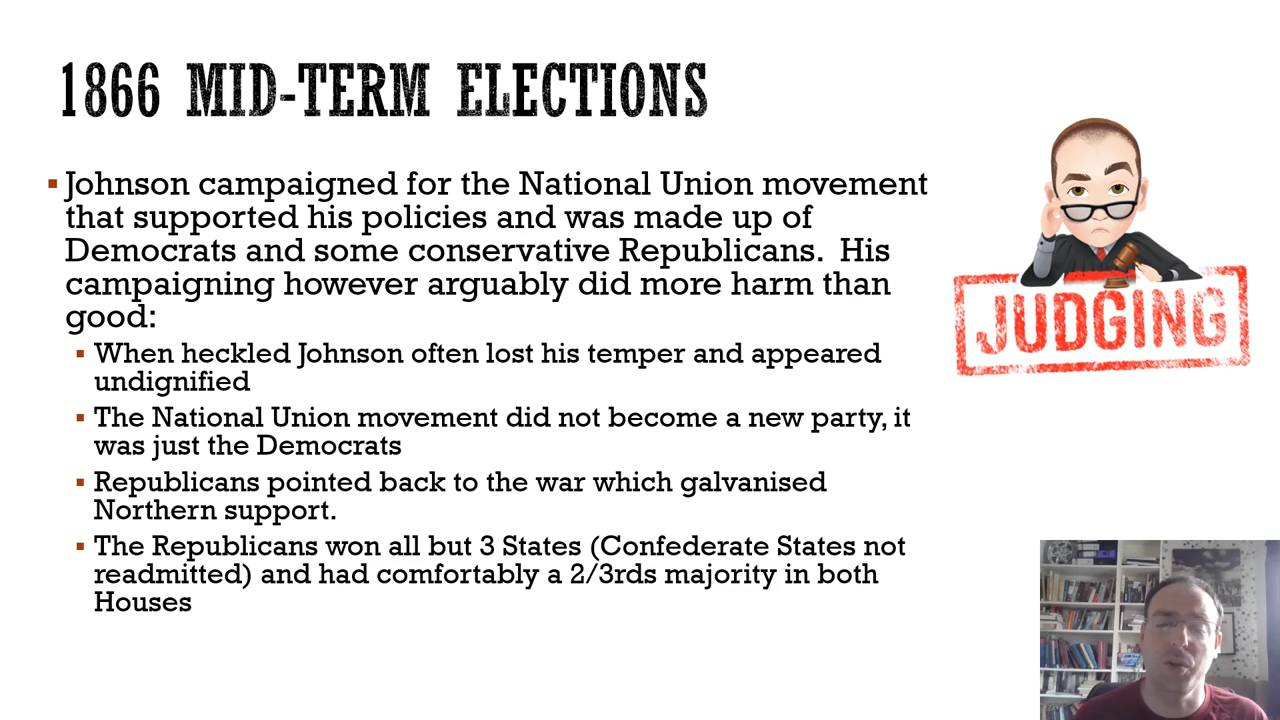 1866 MID-TERM ELECTIONS
Johnson campaigned for the National Union movement
that supported his policies and was made up of
Democrats and some conservative Republicans.  His
campaigning however arguably did more harm than
good:
When heckled Johnson often lost his temper and appeared
undignified
The National Union movement did not become a new party, it
was just the Democrats
Republicans pointed back to the war which galvanised
Northern support.
The Republicans won all but 3 States (Confederate States not
readmitted) and had comfortably a 2/3rds majority in both
Houses
JUDGING